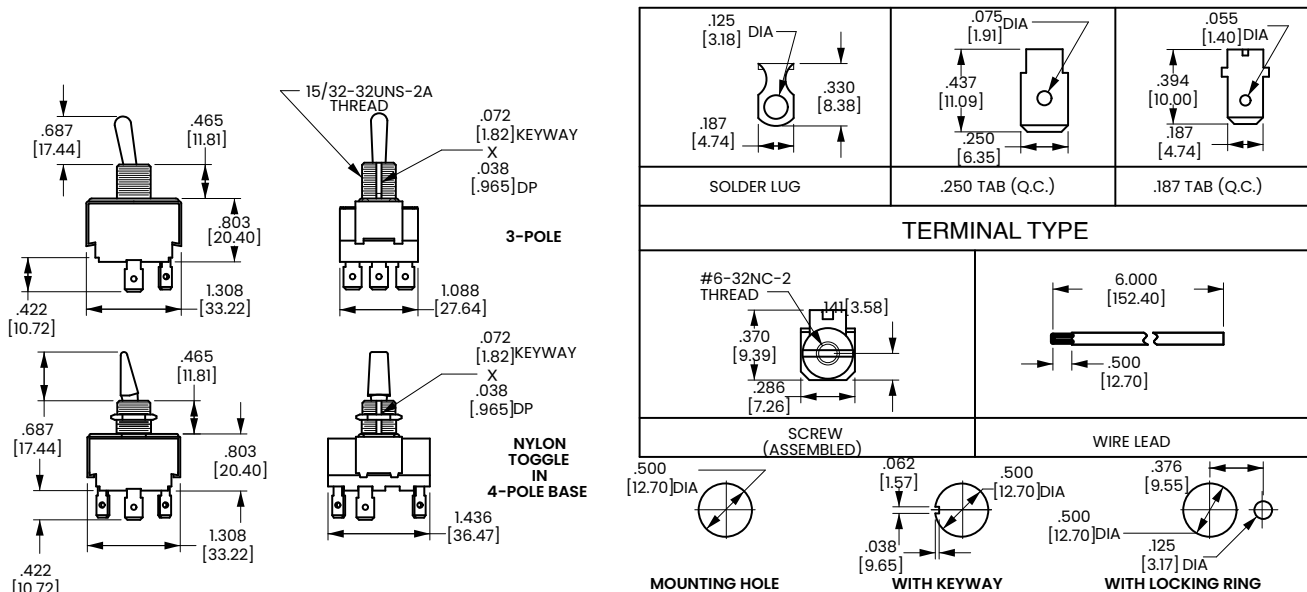 15/32-32UNS-2A
THREAD
.687
[17.44]
.465
[11.81]
.072
[1.82] KEYWAY
X
.038
[.965] DP
.803
[20.40]
3-POLE
.422
[10.72]
1.308
[33.22]
1.088
[27.64]
.465
[11.81]
.072
[1.82] KEYWAY
X
.038
[.965] DP
.687
[17.44]
.803
[20.40]
NYLON
TOGGLE
IN
4-POLE BASE
1.436
[36.47]
1.308
[33.22]
.422
[10.72]
.125
[3.18] DIA
.330
[8.38]
.187
[4.74]
SOLDER LUG
.075
[1.91] DIA
.437
[11.09]
.250
[6.35]
.250 TAB (Q.C.)
.055
[1.40] DIA
.394
[10.00]
.187
[4.74]
.187 TAB (Q.C.)
TERMINAL TYPE
#6-32NC-2
THREAD
.141[3.58]
.370
[9.39]
.286
[7.26]
SCREW
(ASSEMBLED)
6.000
[152.40]
.500
[12.70]
WIRE LEAD
.500
[12.70] DIA
MOUNTING HOLE
.062
[1.57]
.500
[12.70] DIA
.038
[9.65]
WITH KEYWAY
.376
[9.55]
.500
[12.70] DIA
.125
[3.17] DIA
WITH LOCKING RING